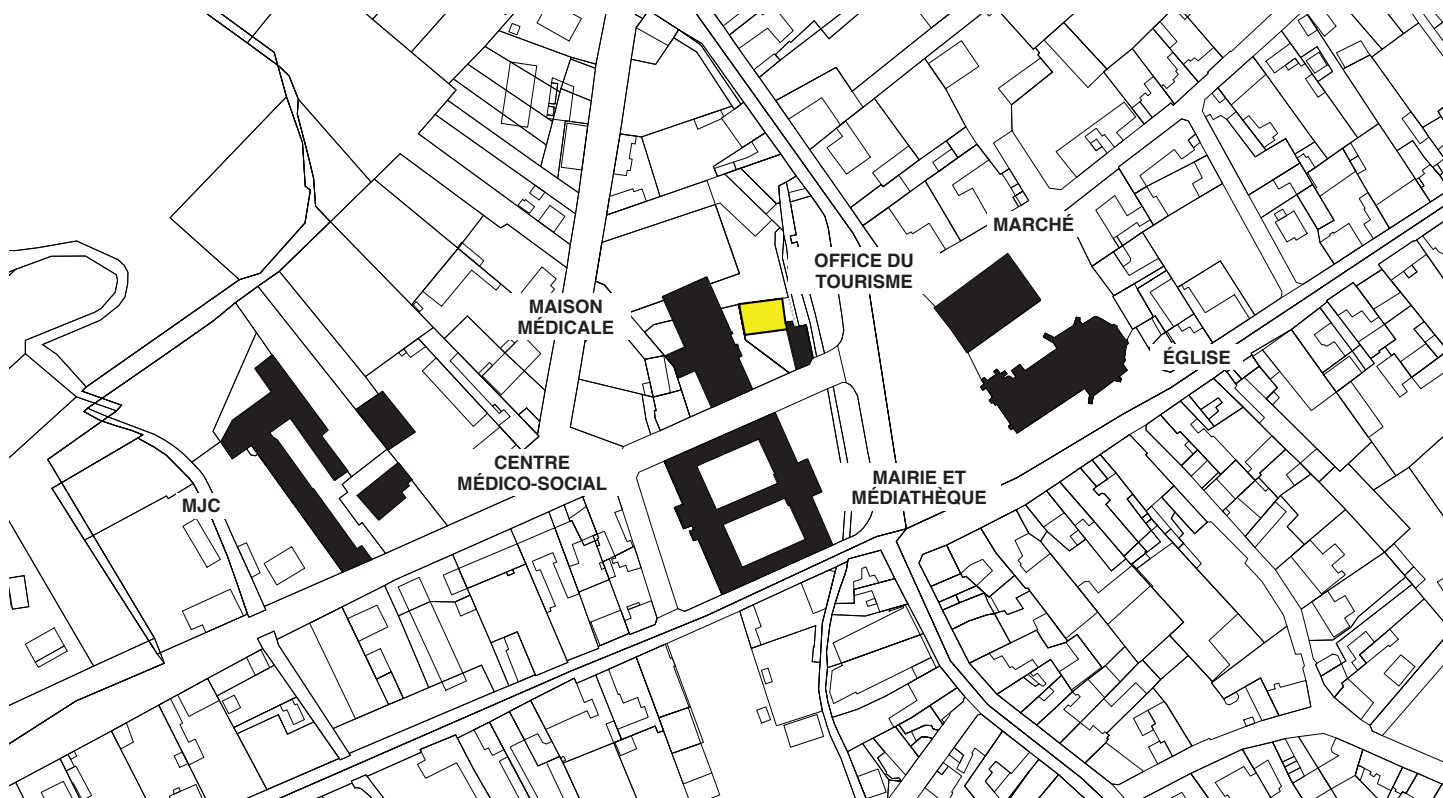 MARCHÉ
OFFICE DU
TOURISME
MAISON
MÉDICALE
ÉGLISE
CENTRE
MÉDICO-SOCIAL
MAIRIE ET
MÉDIATHÈQUE
MJC